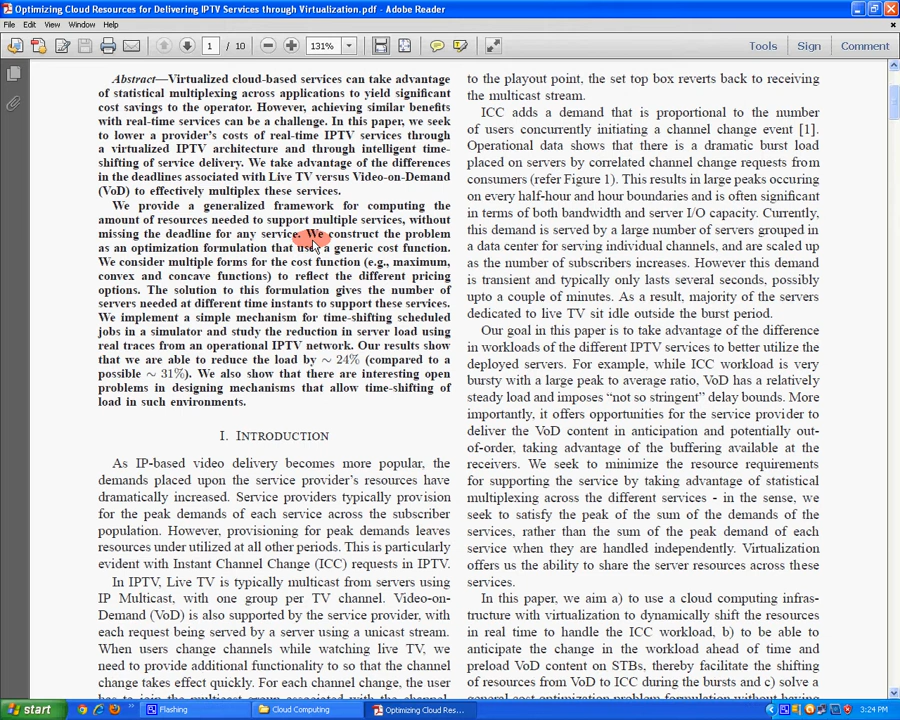 Optimizing Cloud Resources for Delivering IPTV Services through Virtualization.pdf - Adobe Reader
File Edit View Window Help
1 / 10 131% Tools Sign Comment
Abstract—Virtualized cloud-based services can take advantage
of statistical multiplexing across applications to yield significant
cost savings to the operator. However, achieving similar benefits
with real-time services can be a challenge. In this paper, we seek
to lower a provider's costs of real-time IPTV services through
a virtualized IPTV architecture and through intelligent time-
shifting of service delivery. We take advantage of the differences
in the deadlines associated with Live TV versus Video-on-Demand
(VoD) to effectively multiplex these services.
We provide a generalized framework for computing the
amount of resources needed to support multiple services, without
missing the deadline for any service. We construct the problem
as an optimization formulation that uses a generic cost function.
We consider multiple forms for the cost function (e.g., maximum,
convex and concave functions) to reflect the different pricing
options. The solution to this formulation gives the number of
servers needed at different time instants to support these services.
We implement a simple mechanism for time-shifting scheduled
jobs in a simulator and study the reduction in server load using
real traces from an operational IPTV network. Our results show
that we are able to reduce the load by ∼ 24% (compared to a
possible ∼ 31%). We also show that there are interesting open
problems in designing mechanisms that allow time-shifting of
load in such environments.
I. INTRODUCTION
As IP-based video delivery becomes more popular, the
demands placed upon the service provider's resources have
dramatically increased. Service providers typically provision
for the peak demands of each service across the subscriber
population. However, provisioning for peak demands leaves
resources under utilized at all other periods. This is particularly
evident with Instant Channel Change (ICC) requests in IPTV.
In IPTV, Live TV is typically multicast from servers using
IP Multicast, with one group per TV channel. Video-on-
Demand (VoD) is also supported by the service provider, with
each request being served by a server using a unicast stream.
When users change channels while watching live TV, we
need to provide additional functionality to so that the channel
change takes effect quickly. For each channel change, the user
has to join the multicast group associated with the channel,
to the playout point, the set top box reverts back to receiving
the multicast stream.
ICC adds a demand that is proportional to the number
of users concurrently initiating a channel change event [1].
Operational data shows that there is a dramatic burst load
placed on servers by correlated channel change requests from
consumers (refer Figure 1). This results in large peaks occuring
on every half-hour and hour boundaries and is often significant
in terms of both bandwidth and server I/O capacity. Currently,
this demand is served by a large number of servers grouped in
a data center for serving individual channels, and are scaled up
as the number of subscribers increases. However this demand
is transient and typically only lasts several seconds, possibly
upto a couple of minutes. As a result, majority of the servers
dedicated to live TV sit idle outside the burst period.
Our goal in this paper is to take advantage of the difference
in workloads of the different IPTV services to better utilize the
deployed servers. For example, while ICC workload is very
bursty with a large peak to average ratio, VoD has a relatively
steady load and imposes “not so stringent” delay bounds. More
importantly, it offers opportunities for the service provider to
deliver the VoD content in anticipation and potentially out-
of-order, taking advantage of the buffering available at the
receivers. We seek to minimize the resource requirements
for supporting the service by taking advantage of statistical
multiplexing across the different services - in the sense, we
seek to satisfy the peak of the sum of the demands of the
services, rather than the sum of the peak demand of each
service when they are handled independently. Virtualization
offers us the ability to share the server resources across these
services.
In this paper, we aim a) to use a cloud computing infras-
tructure with virtualization to dynamically shift the resources
in real time to handle the ICC workload, b) to be able to
anticipate the change in the workload ahead of time and
preload VoD content on STBs, thereby facilitate the shifting
of resources from VoD to ICC during the bursts and c) solve a
general cost optimization problem formulation without having
start Flashing Cloud Computing Optimizing Cloud Res... 3:24 PM